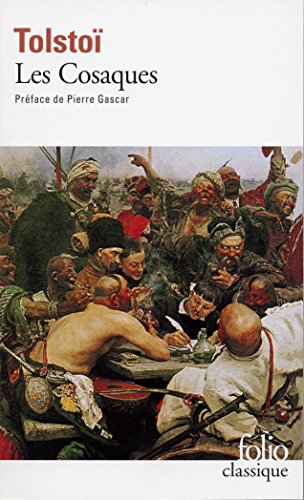 Tolstoï
Les Cosaques
Préface de Pierre Gascar
folio
classique